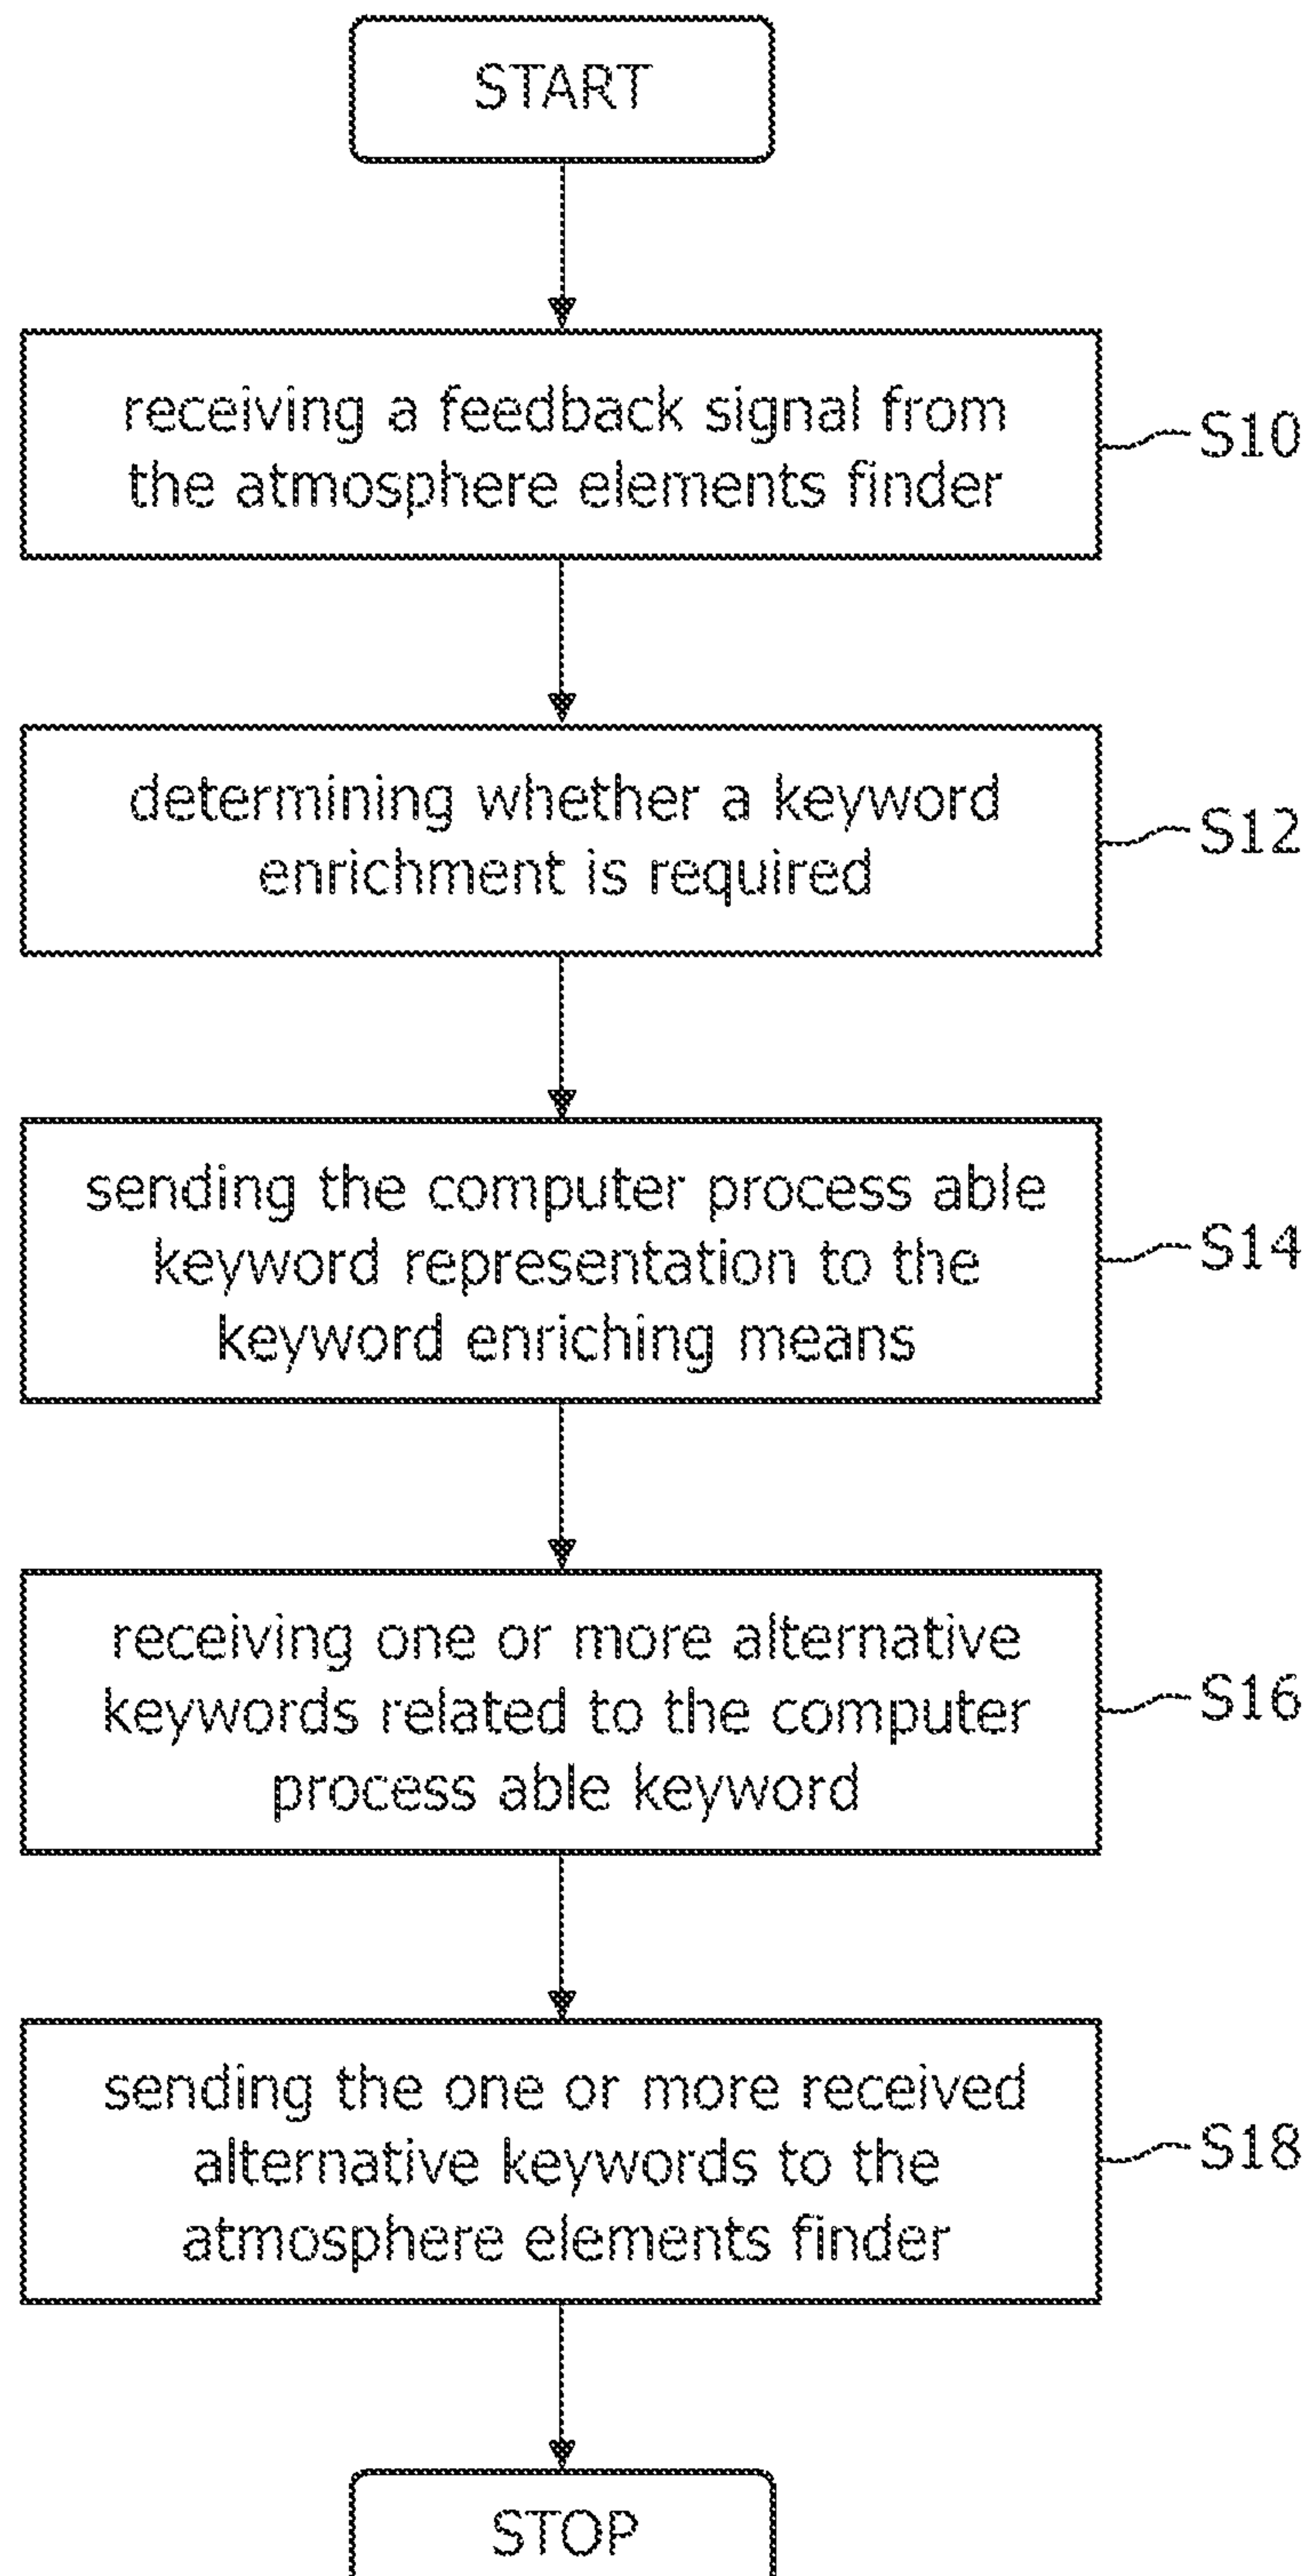 START
receiving a feedback signal from
the atmosphere elements finder
S10
determining whether a keyword
enrichment is required
S12
sending the computer process able
keyword representation to the
keyword enriching means
S14
receiving one or more alternative
keywords related to the computer
process able keyword
S16
sending the one or more received
alternative keywords to the
atmosphere elements finder
S18
STOP